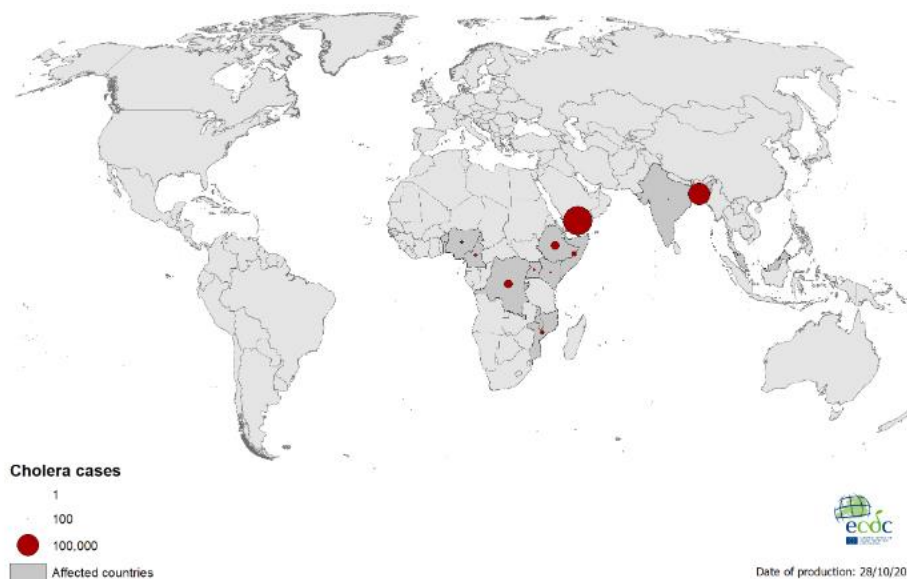 Cholera cases
1
100
100,000
Affected countries
ecdc
Date of production: 28/10/20